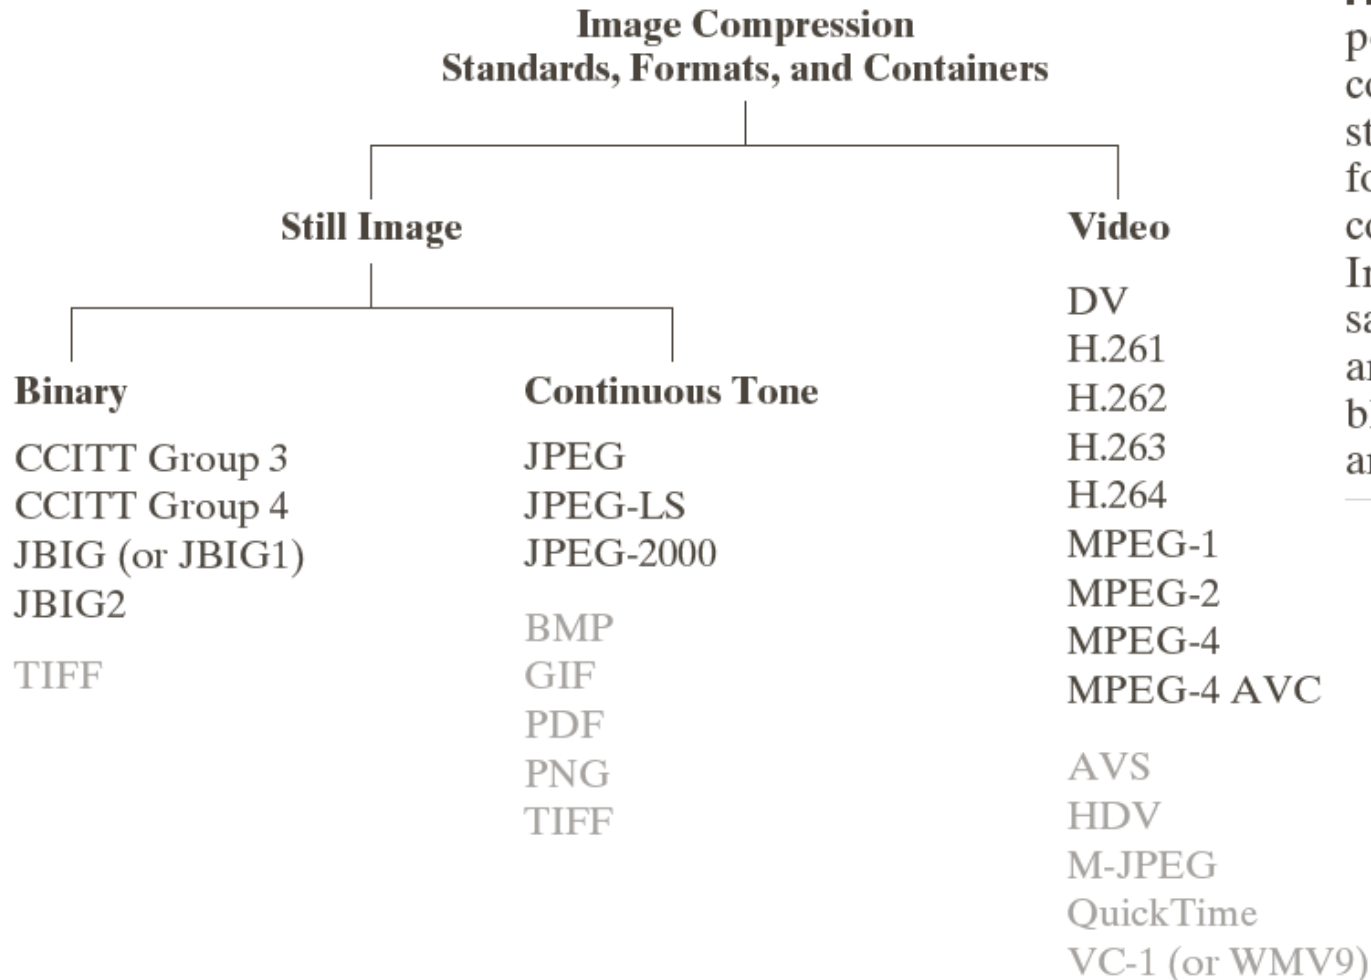 Image Compression
Standards, Formats, and Containers
Still Image
Video
Binary
CCITT Group 3
CCITT Group 4
JBIG (or JBIG1)
JBIG2
TIFF
Continuous Tone
JPEG
JPEG-LS
JPEG-2000
BMP
GIF
PDF
PNG
TIFF
DV
H.261
H.262
H.263
H.264
MPEG-1
MPEG-2
MPEG-4
MPEG-4 AVC
AVS
HDV
M-JPEG
QuickTime
VC-1 (or WMV9)